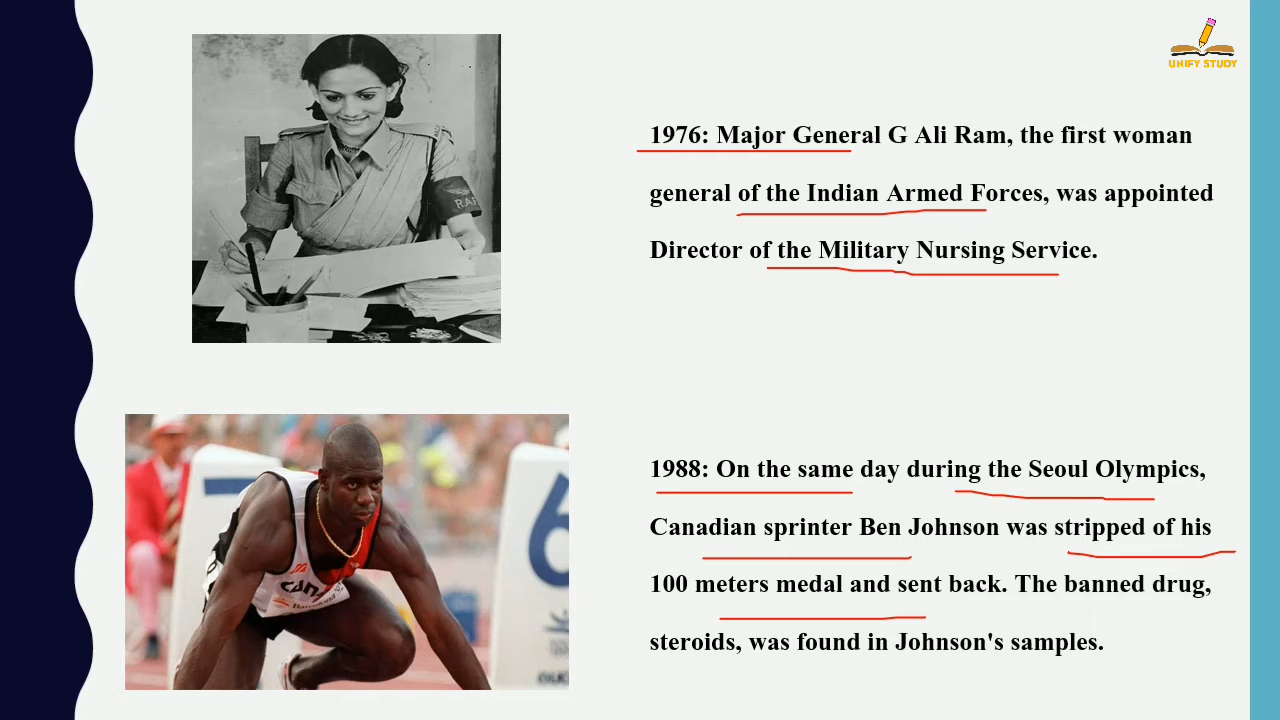 UNIFY STUDY
1976: Major General G Ali Ram, the first woman
general of the Indian Armed Forces, was appointed
Director of the Military Nursing Service.
1988: On the same day during the Seoul Olympics,
Canadian sprinter Ben Johnson was stripped of his
100 meters medal and sent back. The banned drug,
steroids, was found in Johnson's samples.
6